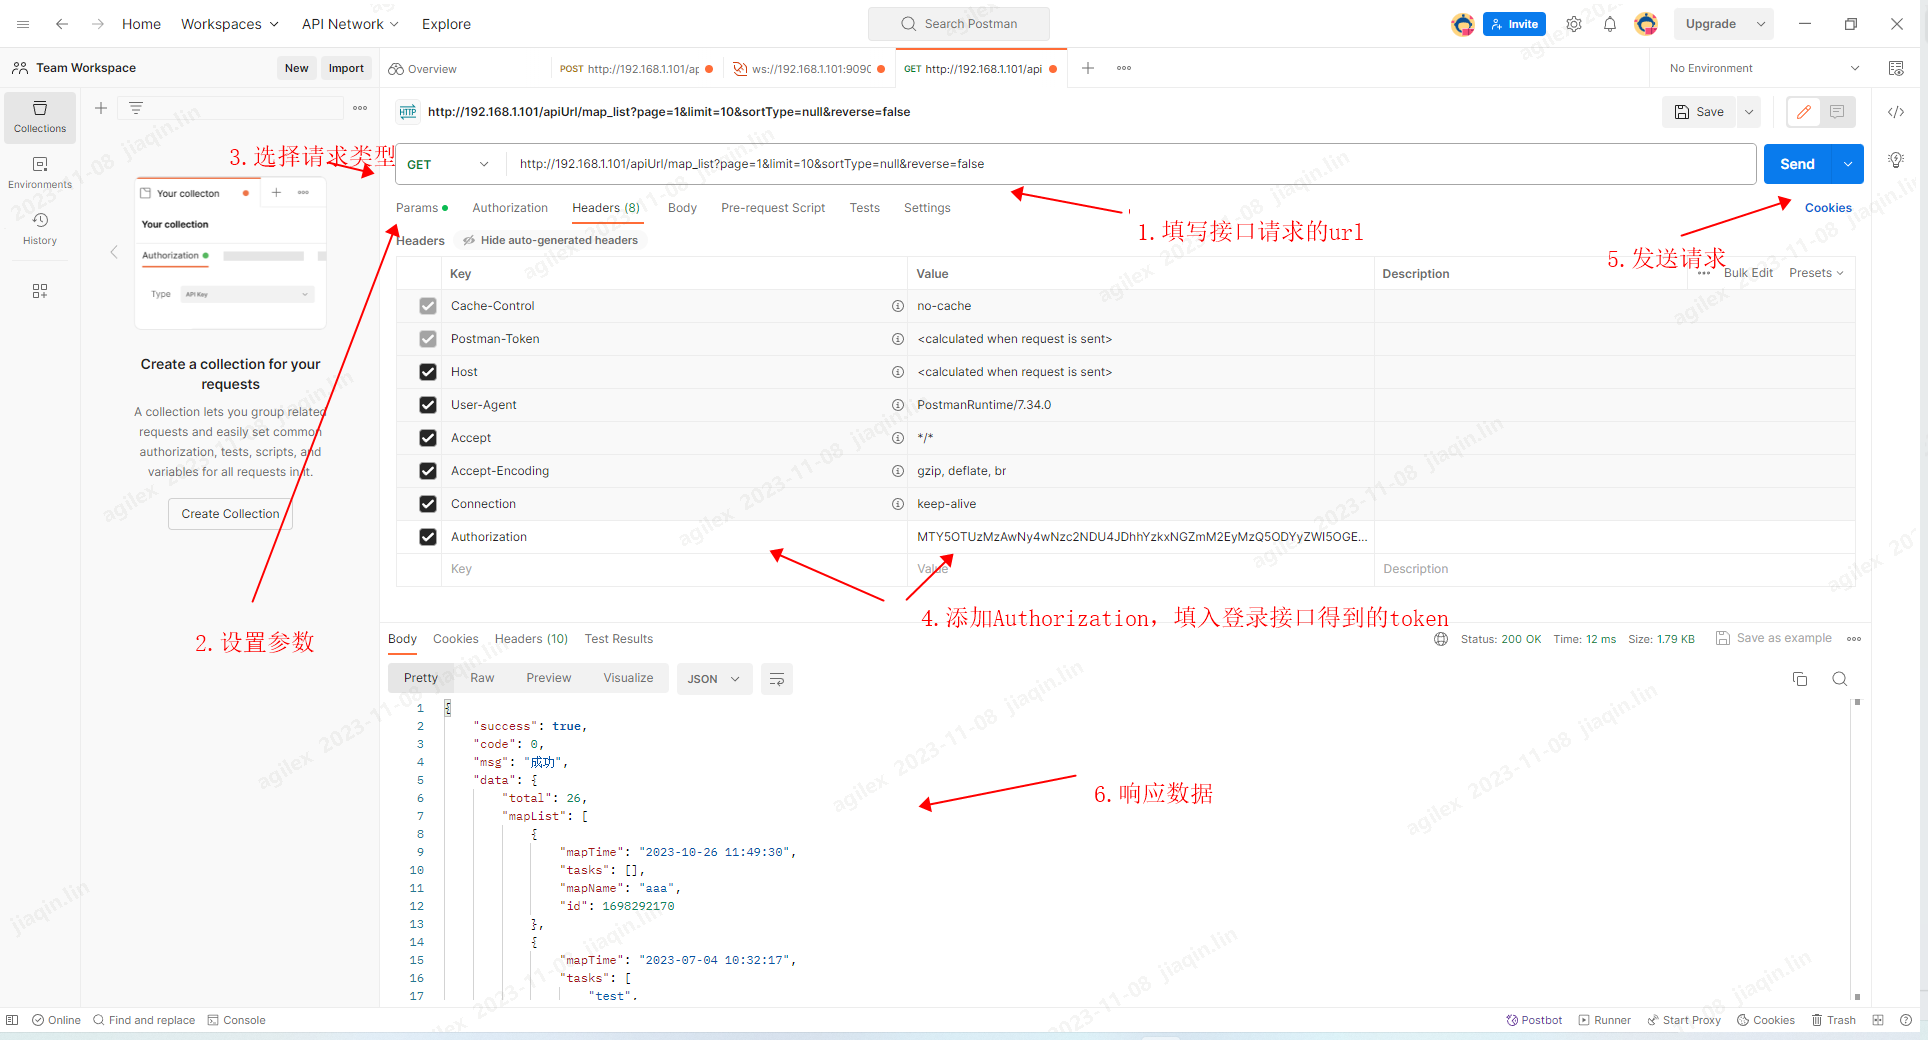 Home Workspaces API Network Explore
Search Postman
Invite
Upgrade
Team Workspace
New Import
Overview
POST http://192.168.1.101/ap
ws://192.168.1.101:909
GET http://192.168.1.101/api
No Environment
Collections
Environments
History
HTTP http://192.168.1.101/apiUrl/map_list?page=1&limit=10&sortType=null&reverse=false
Save
3.选择请求类型
GET http://192.168.1.101/apiUrl/map_list?page=1&limit=10&sortType=null&reverse=false
Send
Params Authorization Headers (8) Body Pre-request Script Tests Settings
Cookies
1.填写接口请求的url
5.发送请求
Headers Hide auto-generated headers
Key Value Description
Bulk Edit Presets
Cache-Control no-cache
Postman-Token <calculated when request is sent>
Host <calculated when request is sent>
User-Agent PostmanRuntime/7.34.0
Accept */*
Accept-Encoding gzip, deflate, br
Connection keep-alive
Authorization MTY5OTUzMzAwNy4wNzc2NDU4JDhhYzkxNGZmM2EyMzQ5ODYyZWI5OGE...
Key Value Description
Your collecton
Your collection
Authorization
Type API Key
Create a collection for your
requests
A collection lets you group related
requests and easily set common
authorization, tests, scripts, and
variables for all requests in it.
Create Collection
2.设置参数
4.添加Authorization，填入登录接口得到的token
Body Cookies Headers (10) Test Results
Status: 200 OK Time: 12 ms Size: 1.79 KB
Save as example
Pretty Raw Preview Visualize JSON
1 {
2 "success": true,
3 "code": 0,
4 "msg": "成功",
5 "data": {
6 "total": 26,
7 "mapList": [
8 {
9 "mapTime": "2023-10-26 11:49:30",
10 "tasks": [],
11 "mapName": "aaa",
12 "id": 1698292170
13 },
14 {
15 "mapTime": "2023-07-04 10:32:17",
16 "tasks": [
17 "test",
6.响应数据
Online Find and replace Console
Postbot Runner Start Proxy Cookies Trash
agilex 2023-11-08 jiaqin.lin